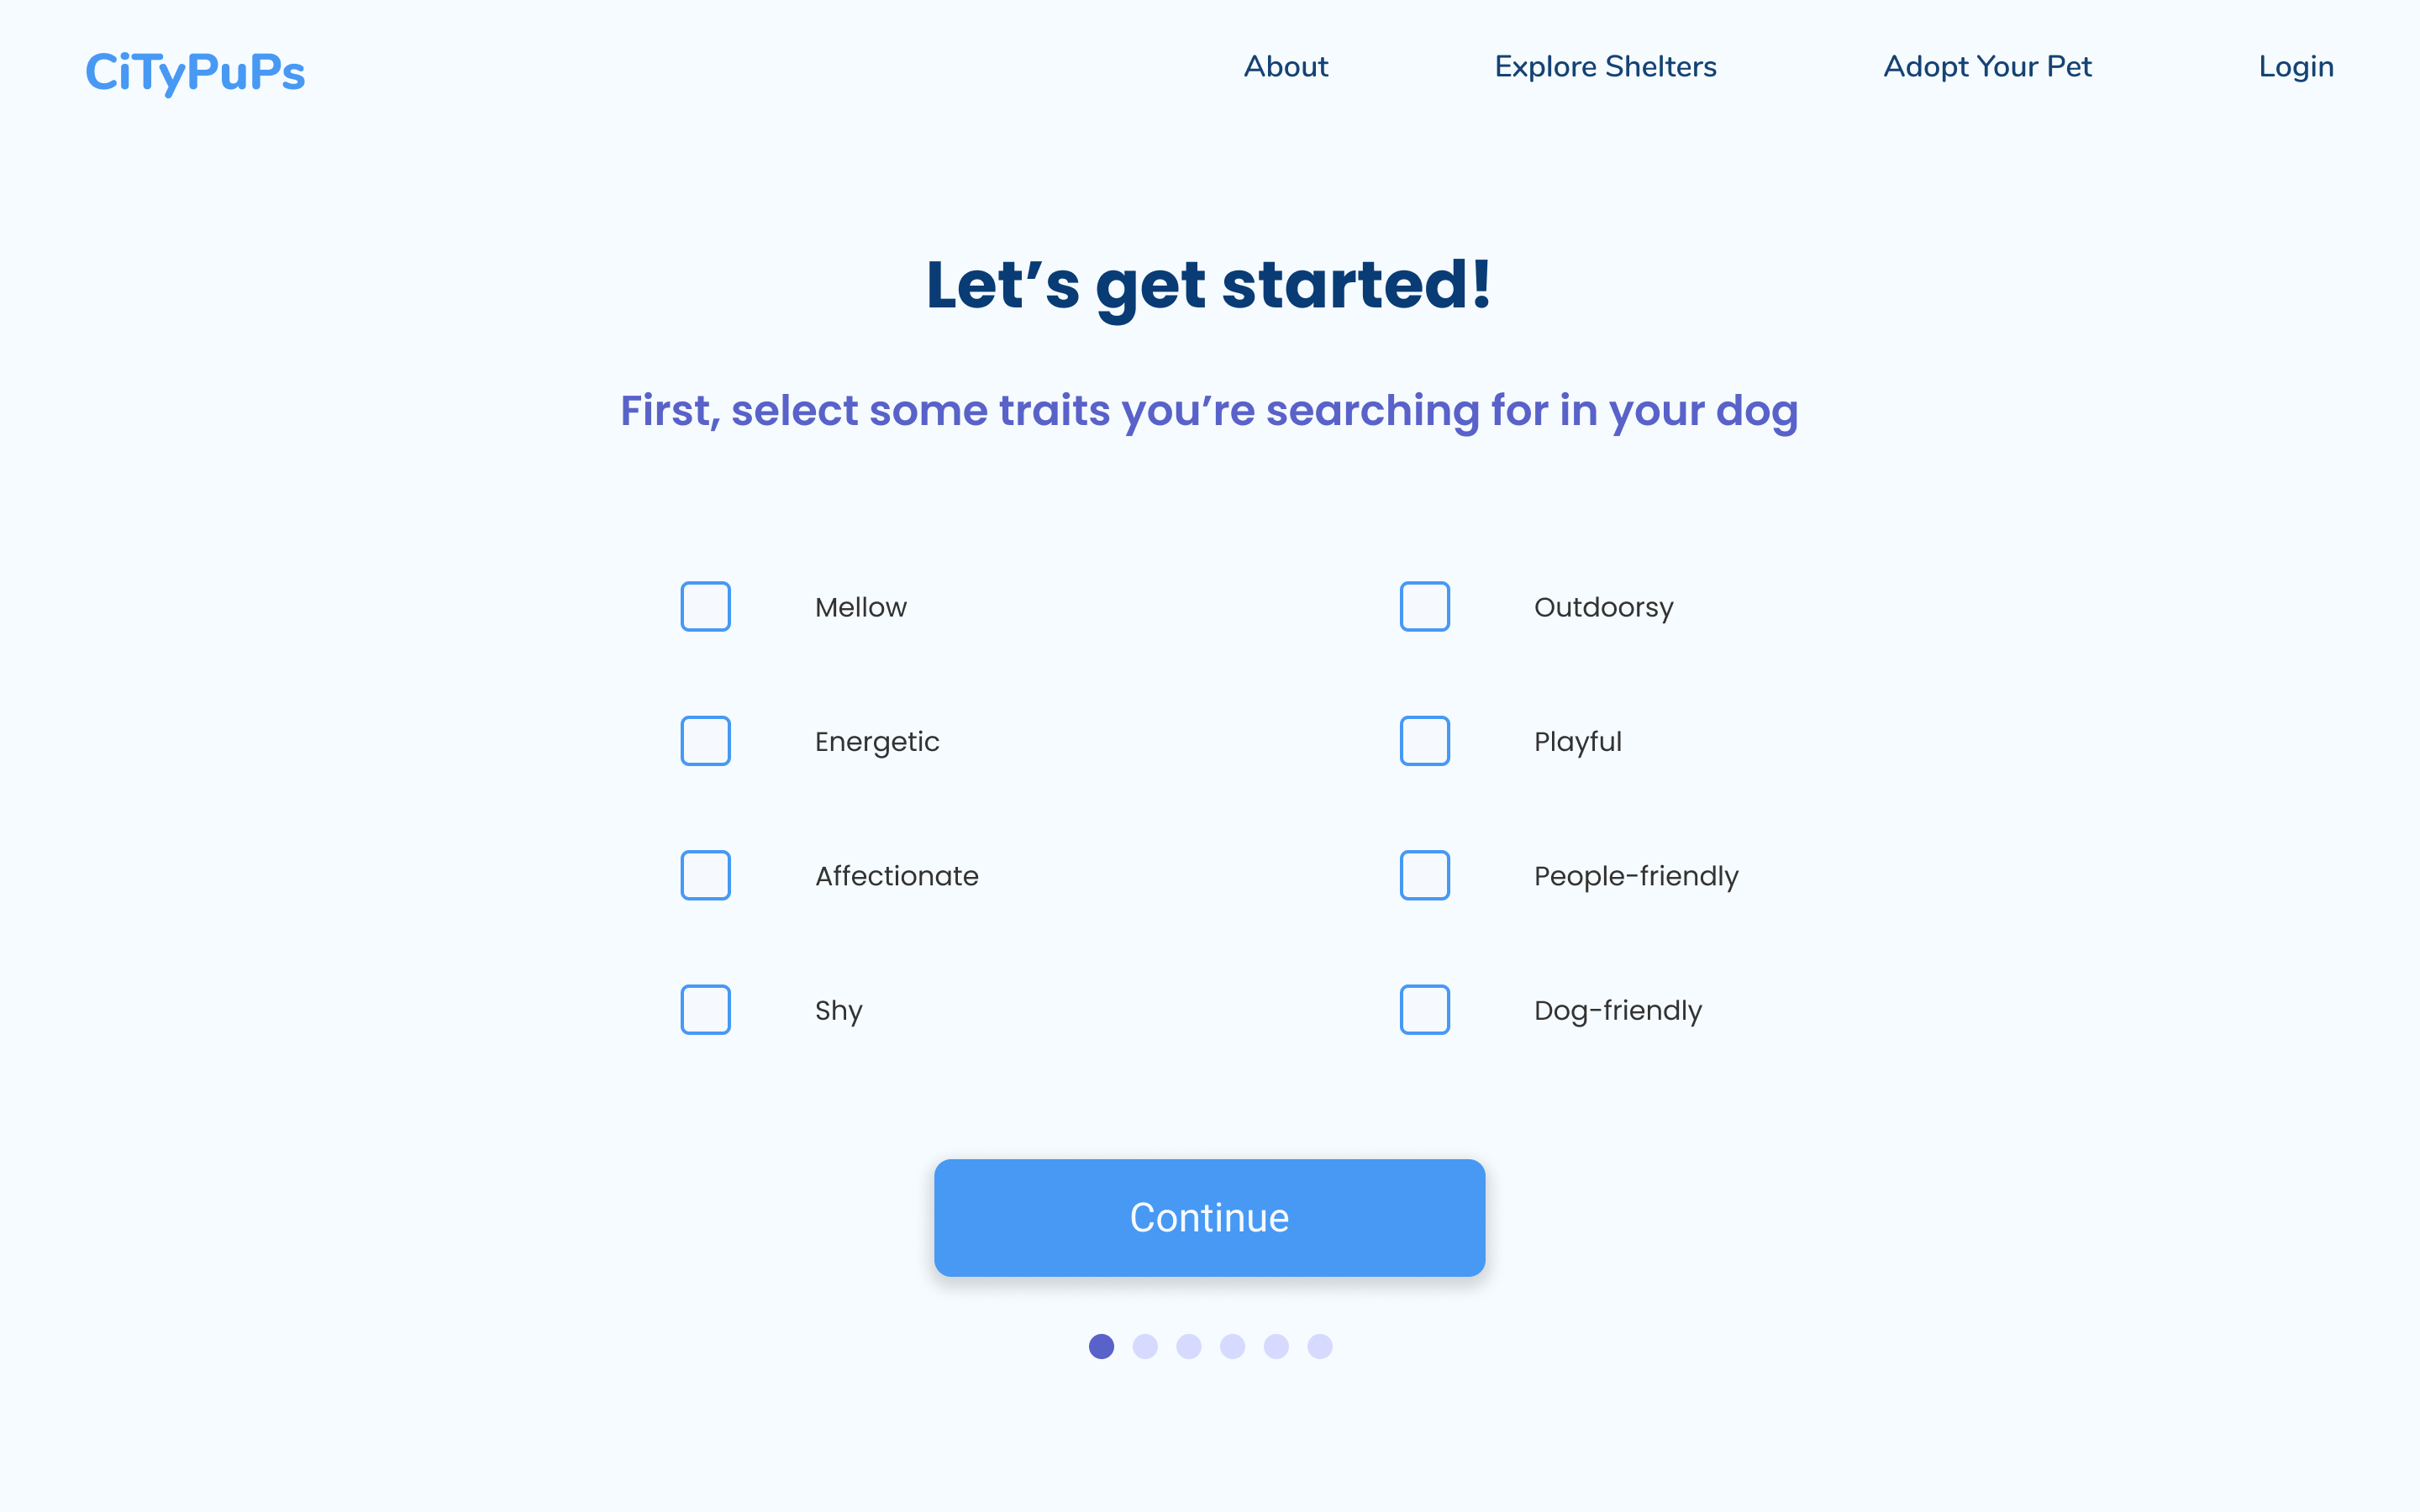 CiTyPuPs
About
Explore Shelters
Adopt Your Pet
Login
Let’s get started!
First, select some traits you’re searching for in your dog
Mellow
Outdoorsy
Energetic
Playful
Affectionate
People-friendly
Shy
Dog-friendly
Continue